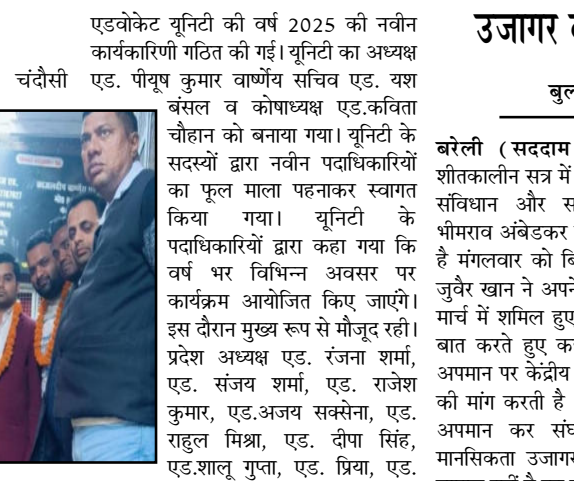 चंदौसी
एडवोकेट यूनिटी की वर्ष 2025 की नवीन
कार्यकारिणी गठित की गई। यूनिटी का अध्यक्ष
एड. पीयूष कुमार वार्ष्णेय सचिव एड. यश
बंसल व कोषाध्यक्ष एड.कविता
चौहान को बनाया गया। यूनिटी के
सदस्यों द्वारा नवीन पदाधिकारियों
का फूल माला पहनाकर स्वागत
किया गया। यूनिटी के
पदाधिकारियों द्वारा कहा गया कि
वर्ष भर विभिन्न अवसर पर
कार्यक्रम आयोजित किए जाएंगे।
इस दौरान मुख्य रूप से मौजूद रही।
प्रदेश अध्यक्ष एड. रंजना शर्मा,
एड. संजय शर्मा, एड. राजेश
कुमार, एड.अजय सक्सेना, एड.
राहुल मिश्रा, एड. दीपा सिंह,
एड.शालू गुप्ता, एड. प्रिया, एड.
उजागर
बुल
बरेली (सददाम
शीतकालीन सत्र में
संविधान और स
भीमराव अंबेडकर
है मंगलवार को बि
जुवैर खान ने अपने
मार्च में शमिल हुए
बात करते हुए क
अपमान पर केंद्रीय
की मांग करती है
अपमान कर संघ
मानसिकता उजागर